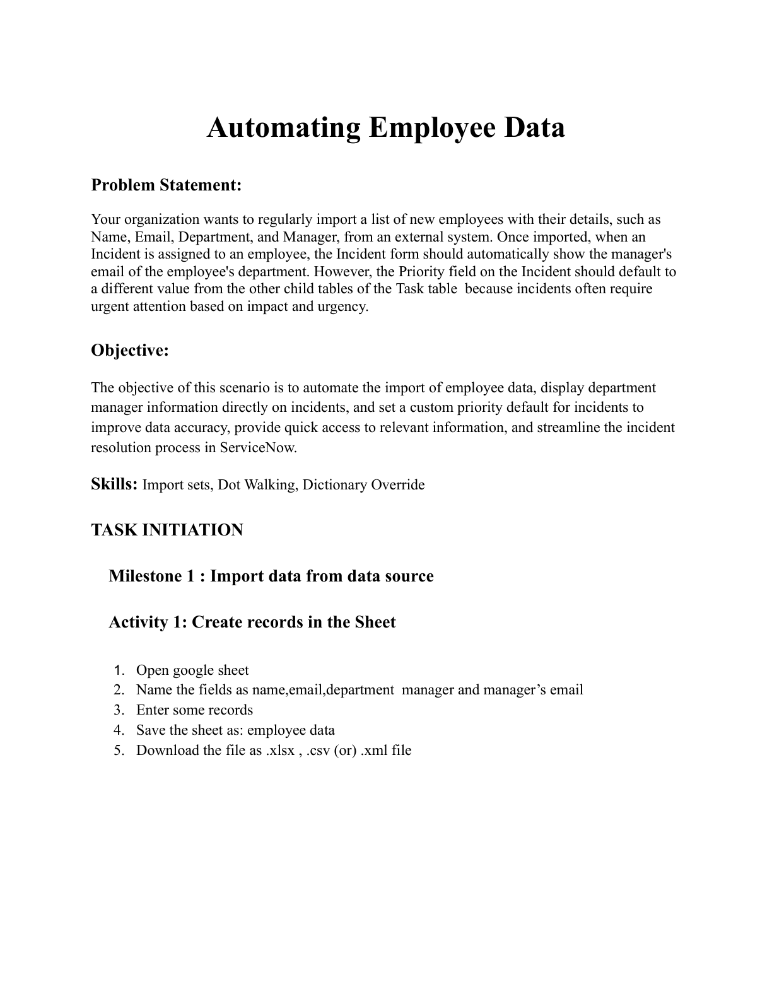 Automating Employee Data
Problem Statement:
Your organization wants to regularly import a list of new employees with their details, such as
Name, Email, Department, and Manager, from an external system. Once imported, when an
Incident is assigned to an employee, the Incident form should automatically show the manager's
email of the employee's department. However, the Priority field on the Incident should default to
a different value from the other child tables of the Task table  because incidents often require
urgent attention based on impact and urgency.
Objective:
The objective of this scenario is to automate the import of employee data, display department
manager information directly on incidents, and set a custom priority default for incidents to
improve data accuracy, provide quick access to relevant information, and streamline the incident
resolution process in ServiceNow.
Skills: Import sets, Dot Walking, Dictionary Override
TASK INITIATION
Milestone 1 : Import data from data source
Activity 1: Create records in the Sheet
1. Open google sheet
2. Name the fields as name,email,department  manager and manager’s email
3. Enter some records
4. Save the sheet as: employee data
5. Download the file as .xlsx , .csv (or) .xml file